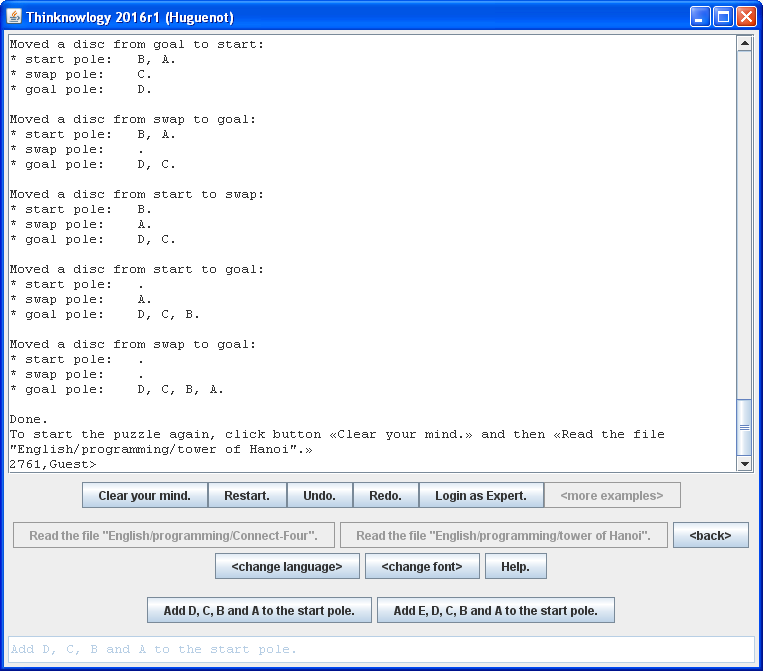 Thinknowlogy 2016r1 (Huguenot)
Moved a disc from goal to start:
* start pole:   B, A.
* swap pole:    C.
* goal pole:    D.
Moved a disc from swap to goal:
* start pole:   B, A.
* swap pole:    .
* goal pole:    D, C.
Moved a disc from start to swap:
* start pole:   B.
* swap pole:    A.
* goal pole:    D, C.
Moved a disc from start to goal:
* start pole:   .
* swap pole:    A.
* goal pole:    D, C, B.
Moved a disc from swap to goal:
* start pole:   .
* swap pole:    .
* goal pole:    D, C, B, A.
Done.
To start the puzzle again, click button «Clear your mind.» and then «Read the file
"English/programming/tower of Hanoi".»
2761,Guest>
Clear your mind. Restart. Undo. Redo. Login as Expert. <more examples>
Read the file "English/programming/Connect-Four". Read the file "English/programming/tower of Hanoi". <back>
<change language> <change font> Help.
Add D, C, B and A to the start pole. Add E, D, C, B and A to the start pole.
Add D, C, B and A to the start pole.